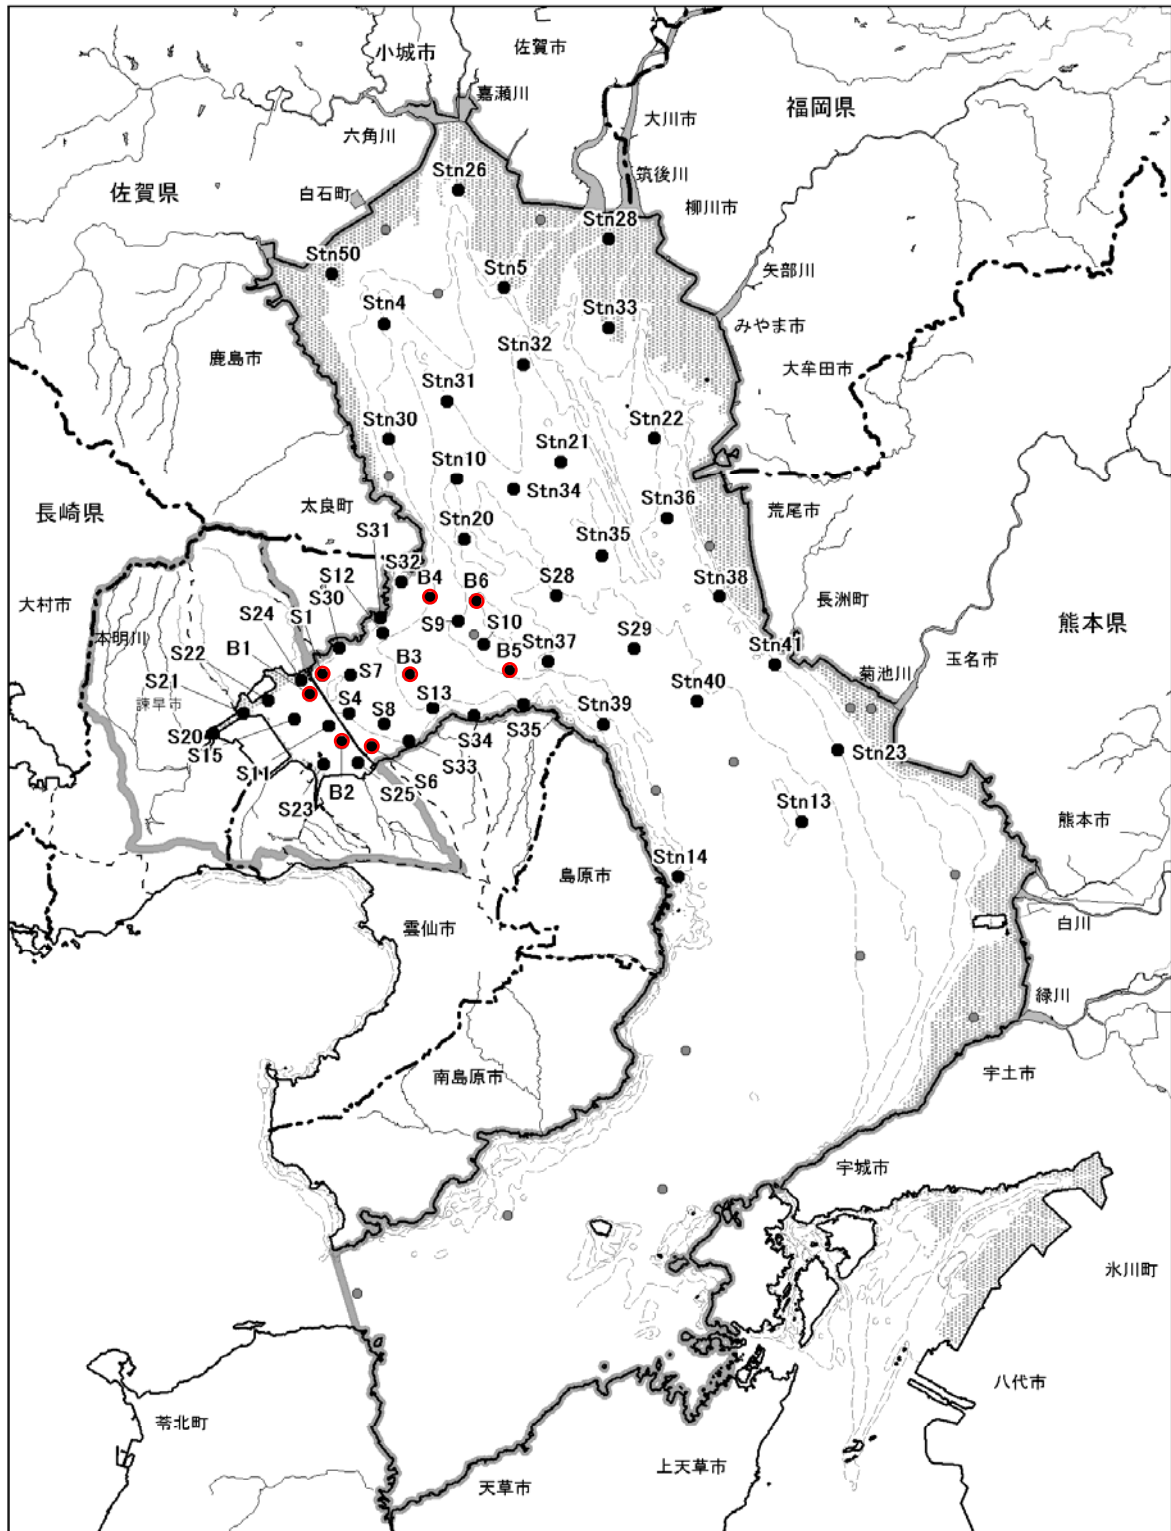 小城市
佐賀市
嘉瀬川
六角川
大川市
福岡県
筑後川
Stn26
佐賀県
白石町
柳川市
Stn28
Stn50
Stn5
矢部川
Stn4
Stn33
みやま市
鹿島市
Stn32
大牟田市
Stn31
Stn30
Stn22
Stn21
Stn10
Stn34
長崎県
太良町
Stn36
荒尾市
S31
Stn20
Stn35
S32
S12
B4
B6
S28
Stn38
長洲町
大村市
S30
S24
S1
S9
S10
S29
熊本県
本明川
B1
S22
S7
B3
B5
Stn37
Stn41
玉名市
菊池川
S21
諫早市
S4
S13
Stn40
S8
S20
S15
S34
S35
Stn39
Stn23
S11
S33
S6
S25
B2
S23
Stn13
熊本市
Stn14
島原市
雲仙市
白川
緑川
南島原市
宇土市
宇城市
氷川町
八代市
苓北町
上天草市
天草市